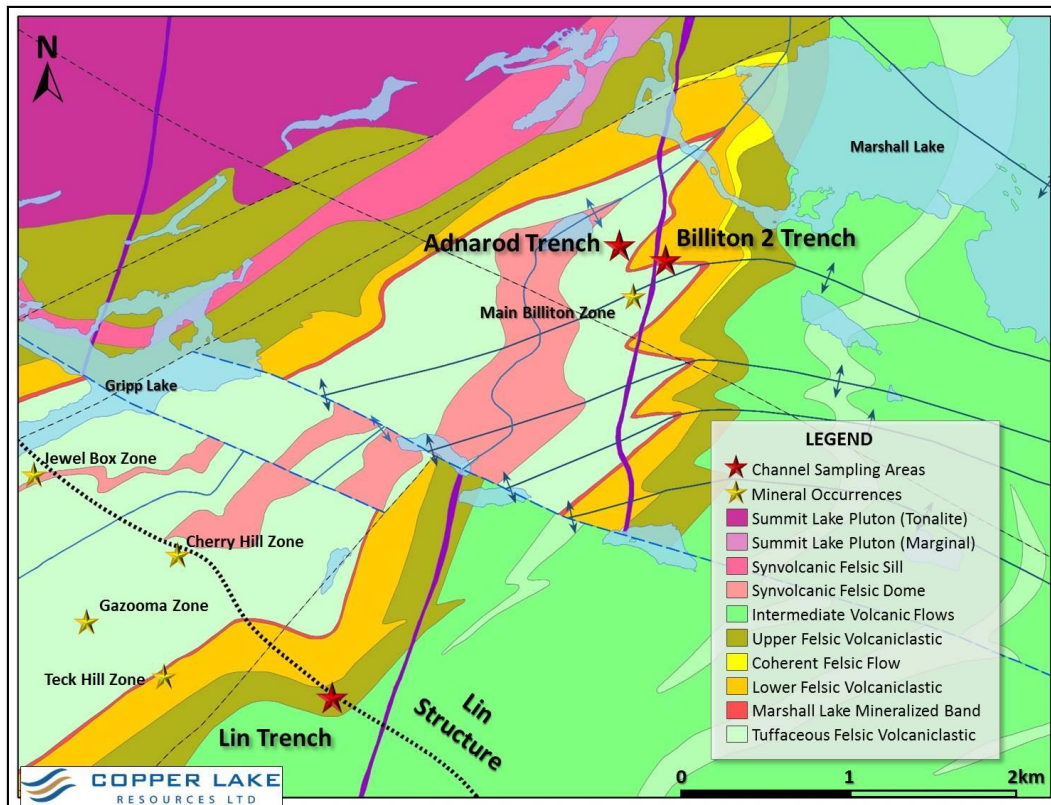 N
Marshall Lake
Adnarod Trench
Billiton 2 Trench
Main Billiton Zone
Gripp Lake
Jewel Box Zone
Cherry Hill Zone
Gazooma Zone
Teck Hill Zone
Lin Trench
Lin
Structure
LEGEND
Channel Sampling Areas
Mineral Occurrences
Summit Lake Pluton (Tonalite)
Summit Lake Pluton (Marginal)
Synvolcanic Felsic Sill
Synvolcanic Felsic Dome
Intermediate Volcanic Flows
Upper Felsic Volcaniclastic
Coherent Felsic Flow
Lower Felsic Volcaniclastic
Marshall Lake Mineralized Band
Tuffaceous Felsic Volcaniclastic
0 1 2km
COPPER LAKE
RESOURCES LTD